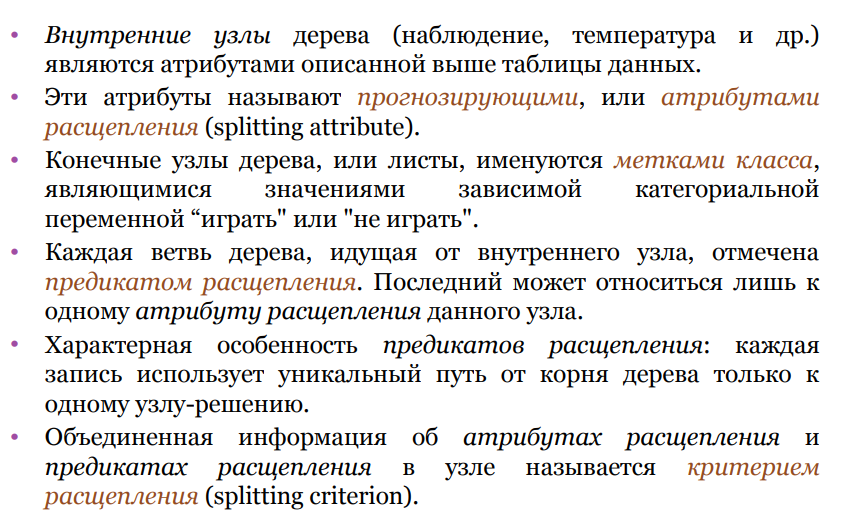 • Внутренние узлы дерева (наблюдение, температура и др.)
являются атрибутами описанной выше таблицы данных.
• Эти атрибуты называют прогнозирующими, или атрибутами
расщепления (splitting attribute).
• Конечные узлы дерева, или листы, именуются метками класса,
являющимися значениями зависимой категориальной
переменной “играть" или "не играть".
• Каждая ветвь дерева, идущая от внутреннего узла, отмечена
предикатом расщепления. Последний может относиться лишь к
одному атрибуту расщепления данного узла.
• Характерная особенность предикатов расщепления: каждая
запись использует уникальный путь от корня дерева только к
одному узлу-решению.
• Объединенная информация об атрибутах расщепления и
предикатах расщепления в узле называется критерием
расщепления (splitting criterion).